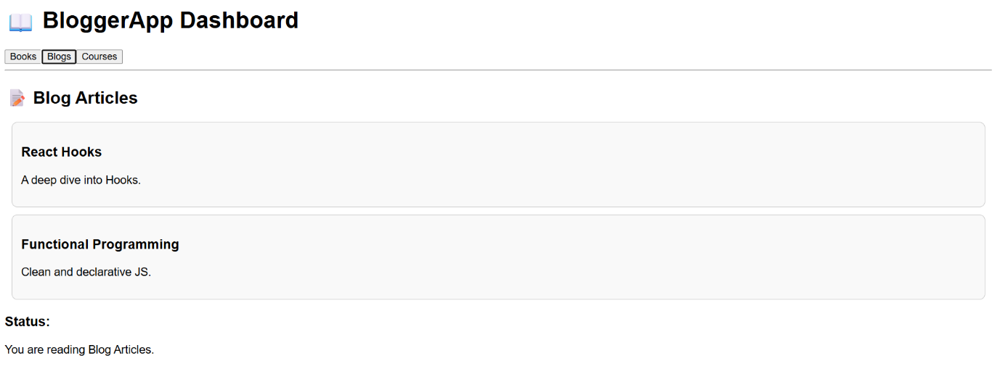 BloggerApp Dashboard
Books Blogs Courses
Blog Articles
React Hooks
A deep dive into Hooks.
Functional Programming
Clean and declarative JS.
Status:
You are reading Blog Articles.